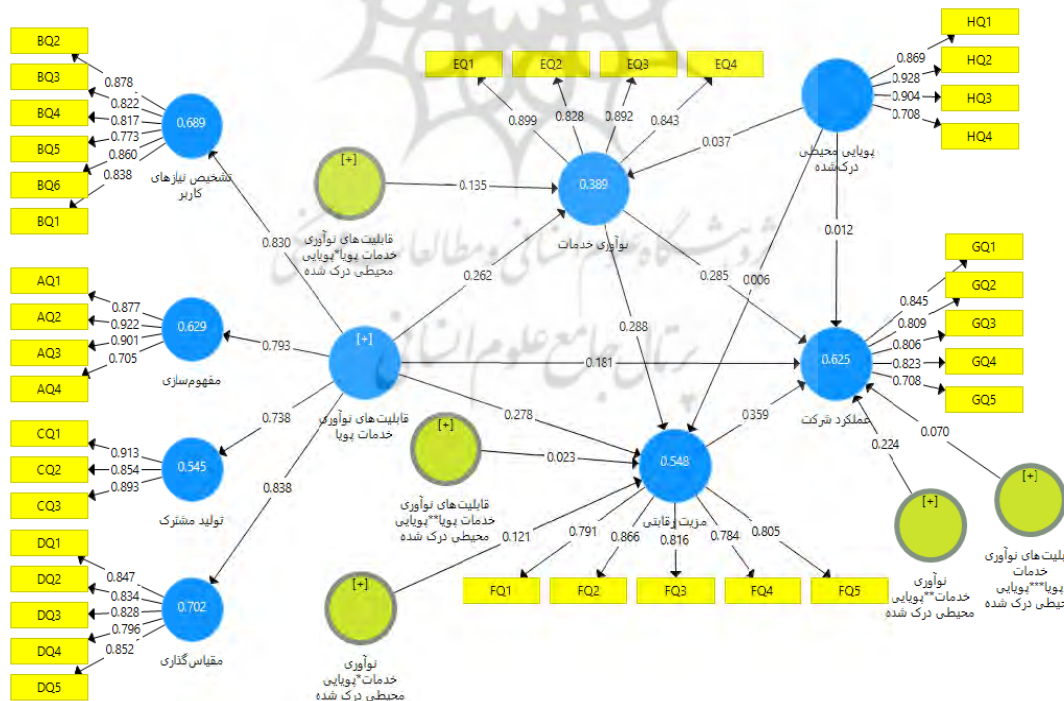 BQ2
BQ3
BQ4
BQ5
BQ6
BQ1
0.878
0.822
0.817
0.773
0.860
0.838
0.689
تشخیص نیازهای
کاربر
0.830
AQ1
AQ2
AQ3
AQ4
0.877
0.922
0.901
0.705
0.629
مفهوم‌سازی
0.793
CQ1
CQ2
CQ3
0.913
0.854
0.893
0.545
تولید مشترک
0.738
DQ1
DQ2
DQ3
DQ4
DQ5
0.847
0.834
0.828
0.796
0.852
0.702
مقیاس‌گذاری
0.838
[+]
قابلیت‌های نوآوری
خدمات پویا*پویایی
محیطی درک شده
0.135
[+]
قابلیت‌های نوآوری
خدمات پویا
0.262
0.181
0.278
EQ1
EQ2
EQ3
EQ4
0.899
0.828
0.892
0.843
0.389
نوآوری خدمات
0.037
0.285
0.288
HQ1
HQ2
HQ3
HQ4
0.869
0.928
0.904
0.708
پویایی محیطی
درک‌شده
0.012
0.006
GQ1
GQ2
GQ3
GQ4
GQ5
0.845
0.809
0.806
0.823
0.708
0.625
عملکرد شرکت
0.359
0.224
0.070
[+]
قابلیت‌های نوآوری
خدمات پویا**پویایی
محیطی درک شده
0.023
[+]
نوآوری
خدمات*پویایی
محیطی درک شده
0.121
0.548
مزیت رقابتی
0.791
0.866
0.816
0.784
0.805
FQ1
FQ2
FQ3
FQ4
FQ5
[+]
نوآوری
خدمات**پویایی
محیطی درک شده
[+]
نوآوری
خدمات
پویا***پویایی
درک شده
پژوهشگاه علوم انسانی و مطالعات
پرتال جامع علوم انسانی